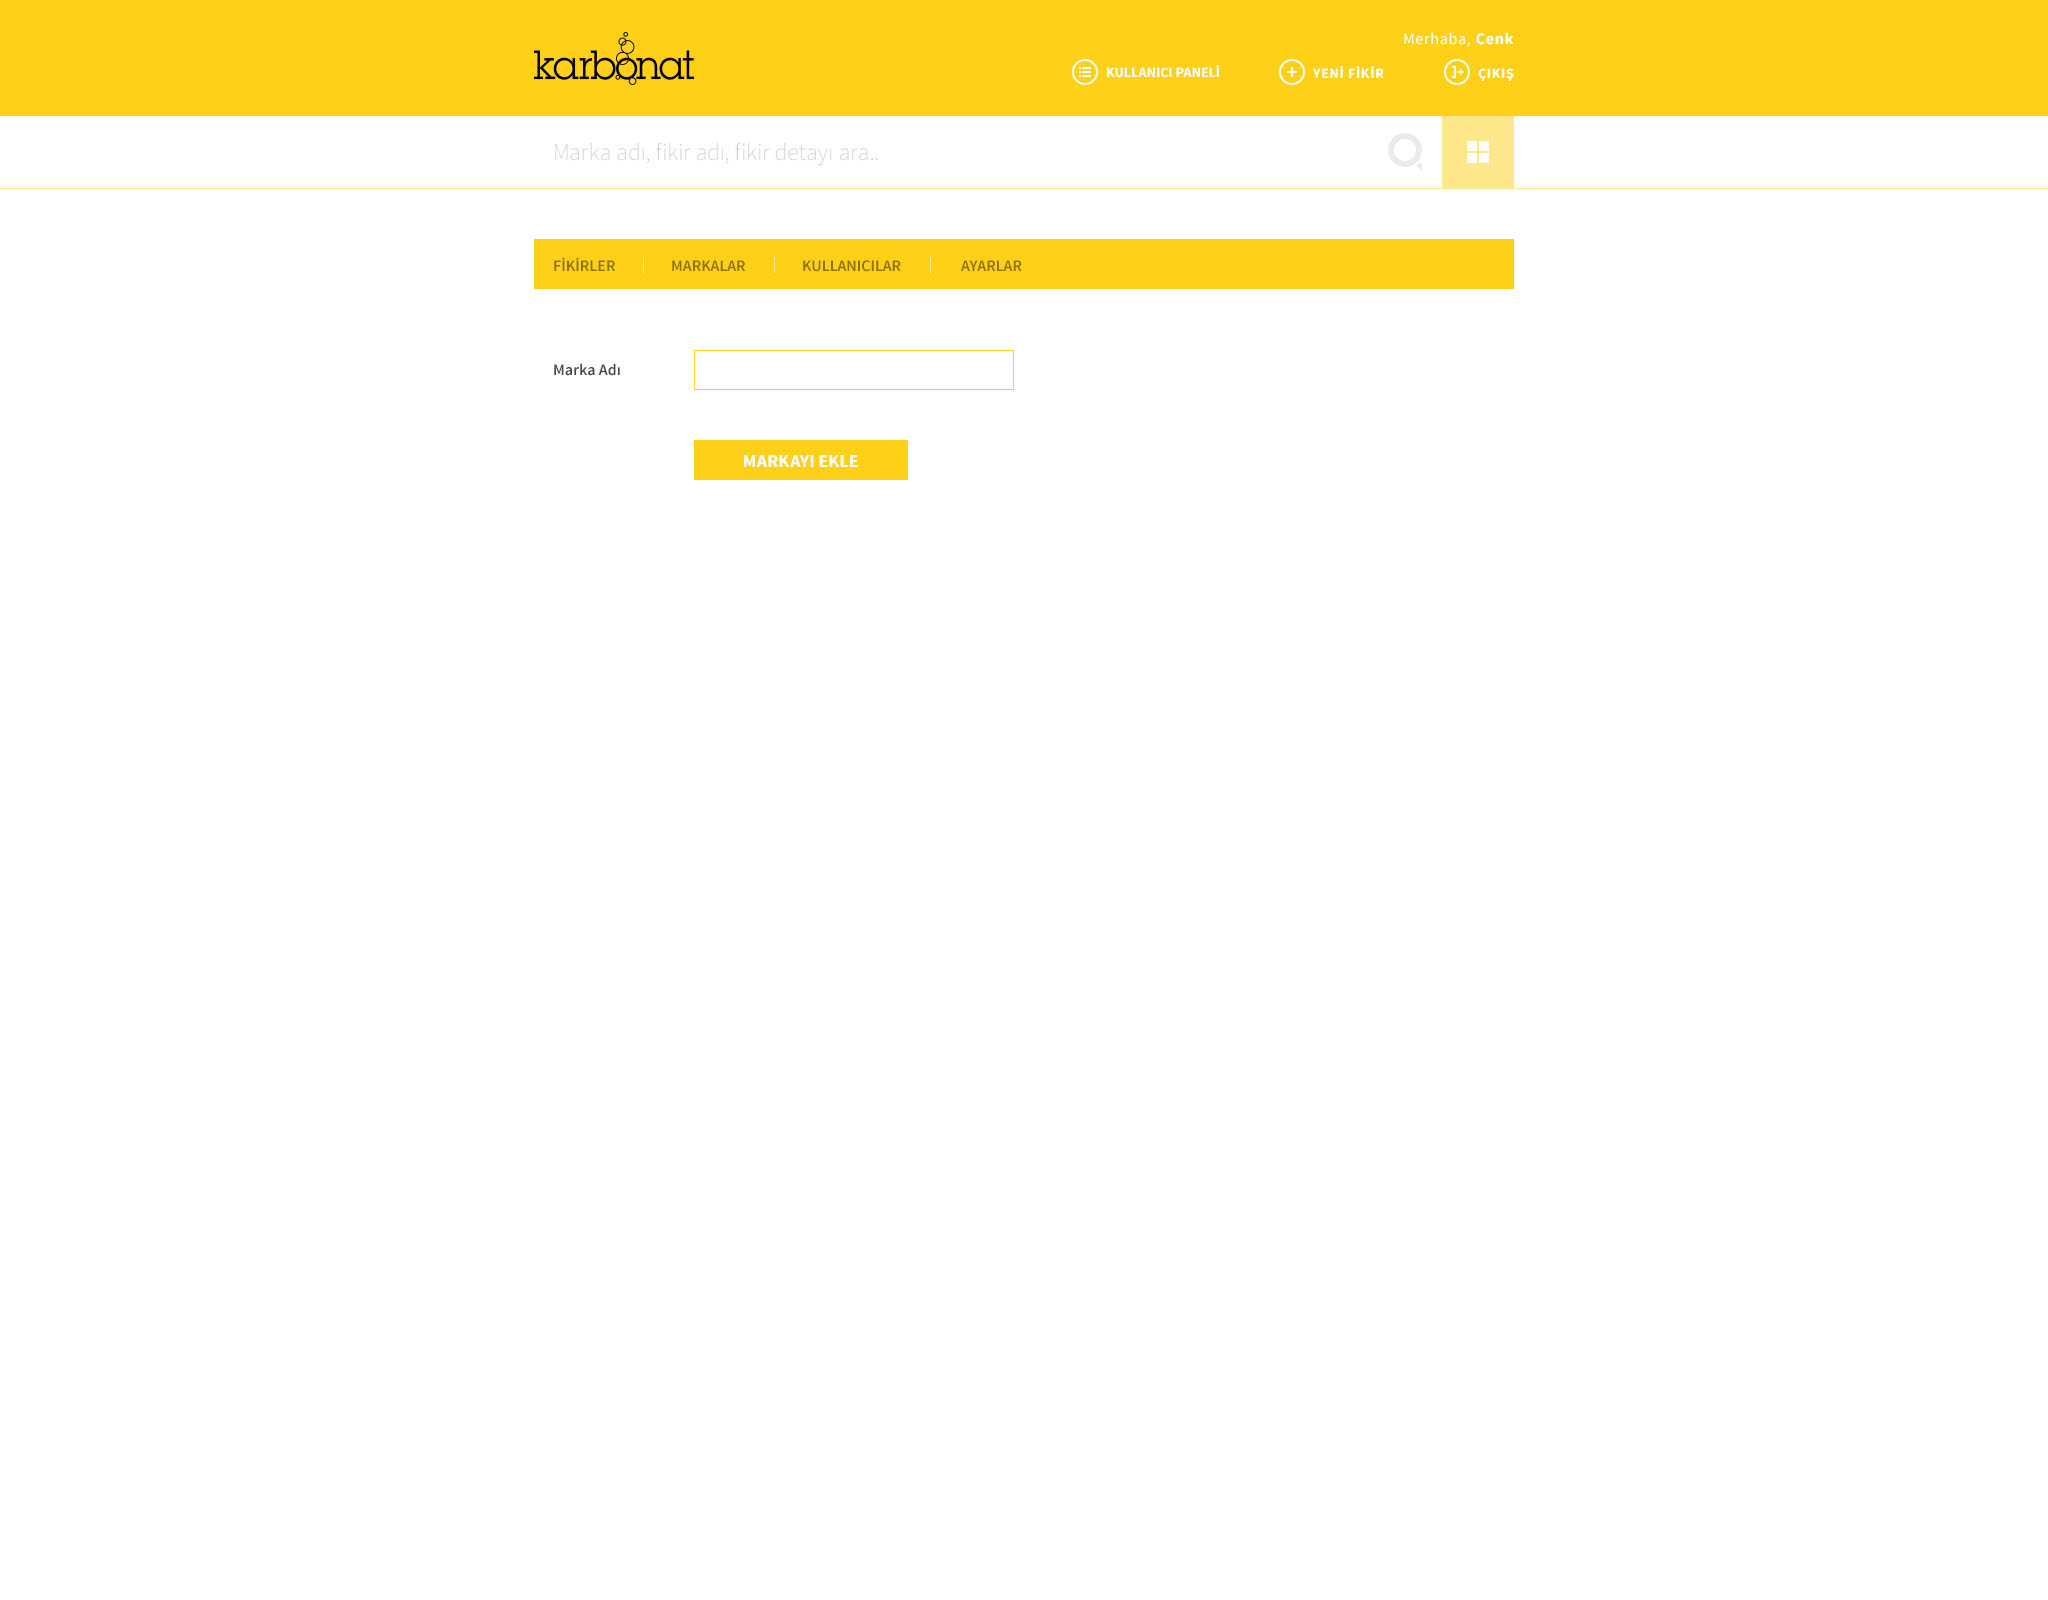 karbonat
Merhaba, Cenk
KULLANICI PANELİ
YENİ FİKİR
ÇIKIŞ
Marka adı, fikir adı, fikir detayı ara..
FİKİRLER
MARKALAR
KULLANICILAR
AYARLAR
Marka Adı
MARKAYI EKLE